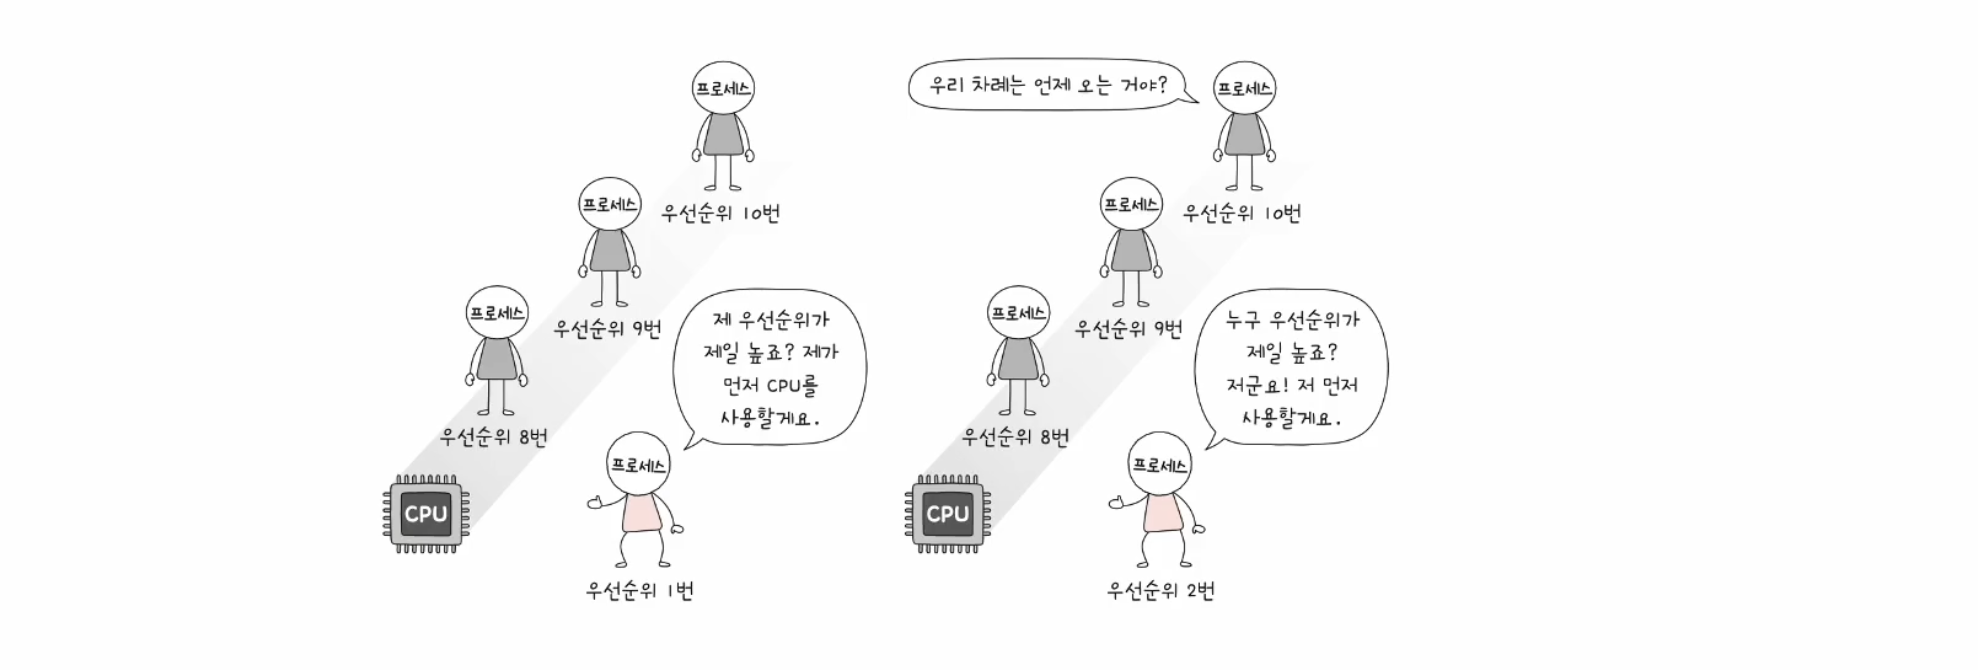 프로세스
우선순위 10번
프로세스
우선순위 9번
프로세스
우선순위 8번
제 우선순위가
제일 높죠? 제가
먼저 CPU를
사용할게요.
프로세스
CPU
우선순위 1번
우리 차례는 언제 오는 거야?
프로세스
우선순위 10번
프로세스
우선순위 9번
프로세스
우선순위 8번
누구 우선순위가
제일 높죠?
저군요! 저 먼저
사용할게요.
프로세스
CPU
우선순위 2번